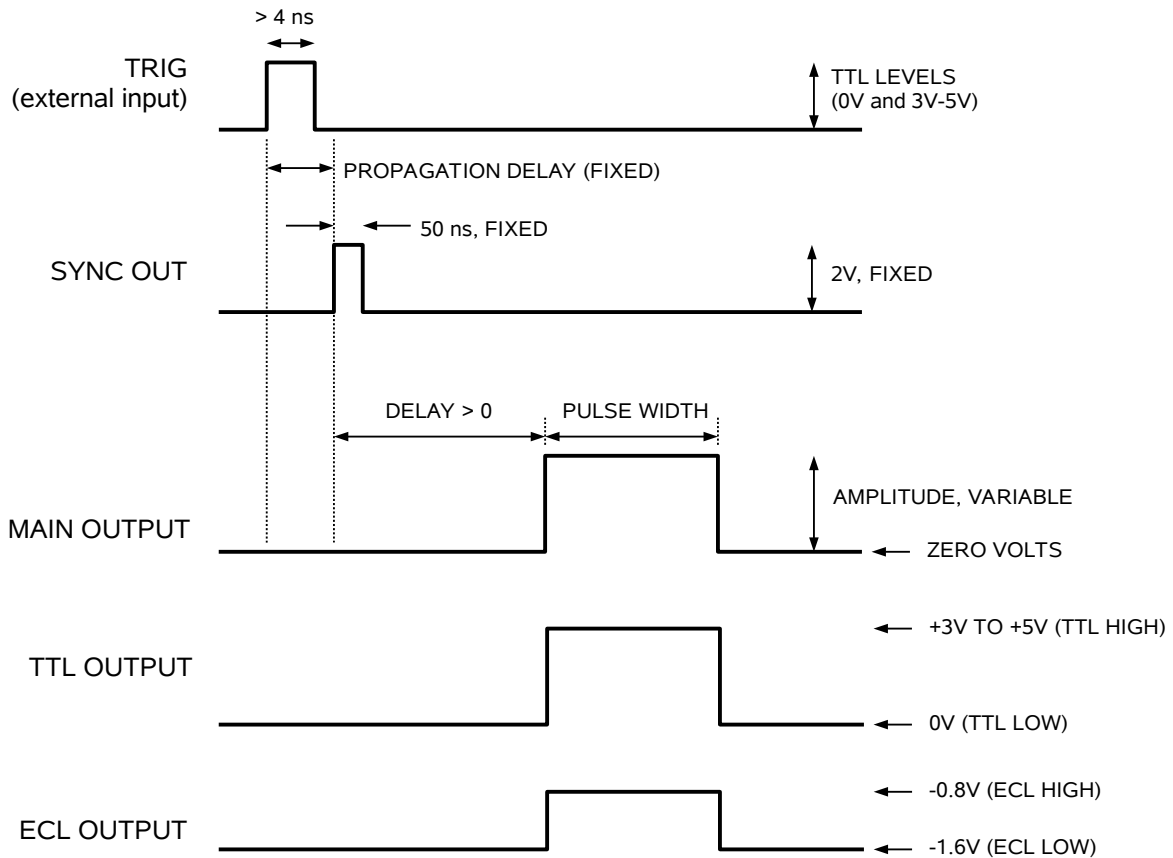 > 4 ns
TRIG
(external input)
TTL LEVELS
(0V and 3V-5V)
PROPAGATION DELAY (FIXED)
50 ns, FIXED
SYNC OUT
2V, FIXED
DELAY > 0
PULSE WIDTH
AMPLITUDE, VARIABLE
MAIN OUTPUT
ZERO VOLTS
+3V TO +5V (TTL HIGH)
TTL OUTPUT
0V (TTL LOW)
-0.8V (ECL HIGH)
ECL OUTPUT
-1.6V (ECL LOW)